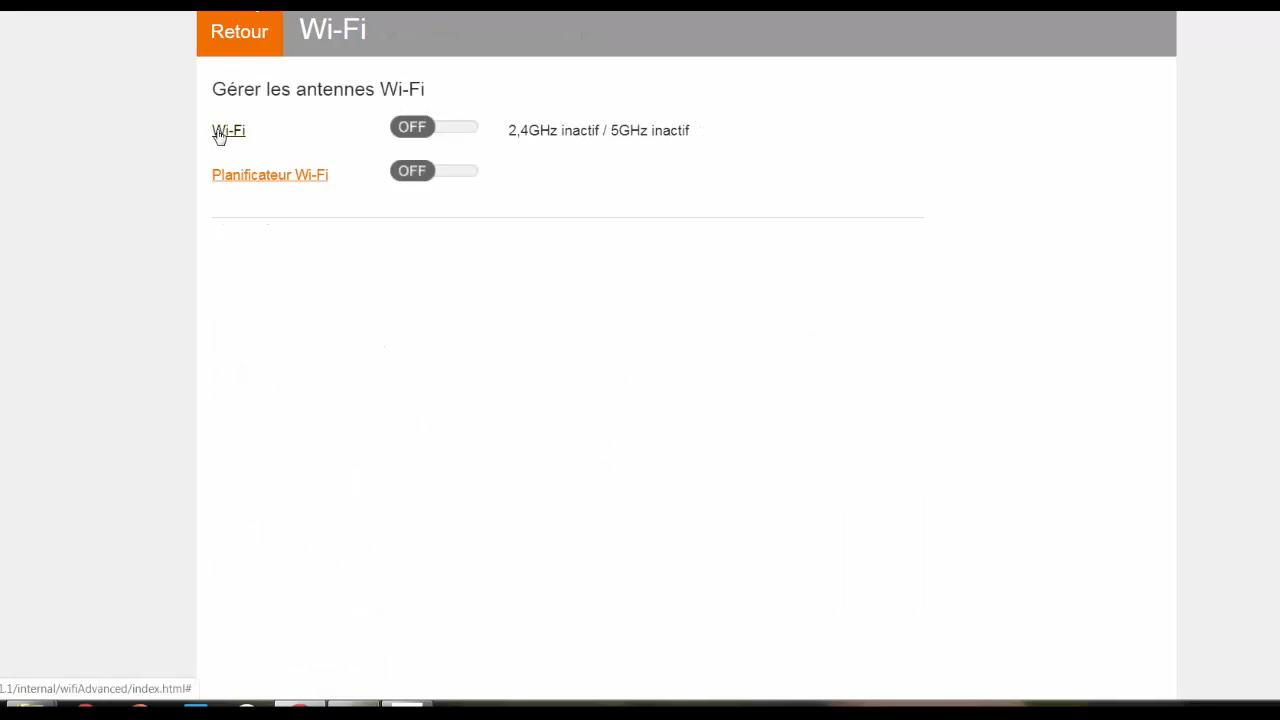 Retour Wi-Fi
Gérer les antennes Wi-Fi
Wi-Fi OFF 2,4GHz inactif / 5GHz inactif
Planificateur Wi-Fi OFF
1.1/internal/wifiAdvanced/index.html#